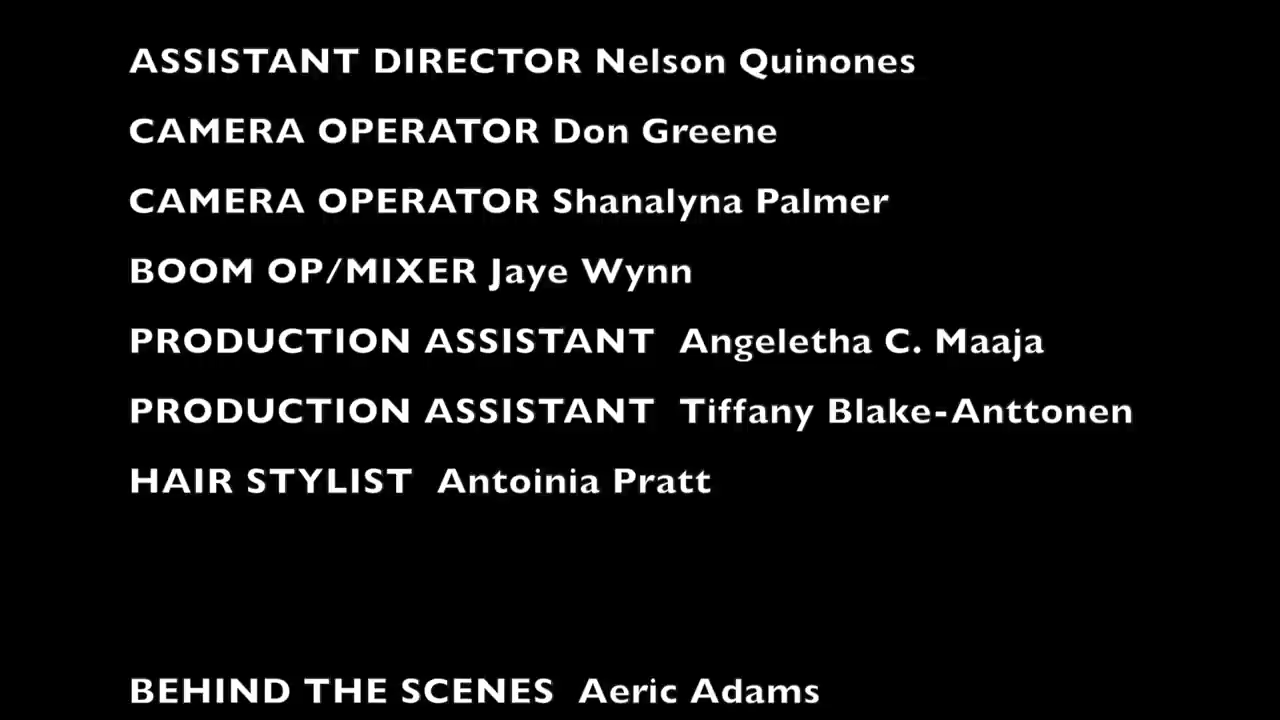 ASSISTANT DIRECTOR Nelson Quinones
CAMERA OPERATOR Don Greene
CAMERA OPERATOR Shanalyna Palmer
BOOM OP/MIXER Jaye Wynn
PRODUCTION ASSISTANT Angeletha C. Maaja
PRODUCTION ASSISTANT Tiffany Blake-Anttonen
HAIR STYLIST Antoinia Pratt
BEHIND THE SCENES Aeric Adams